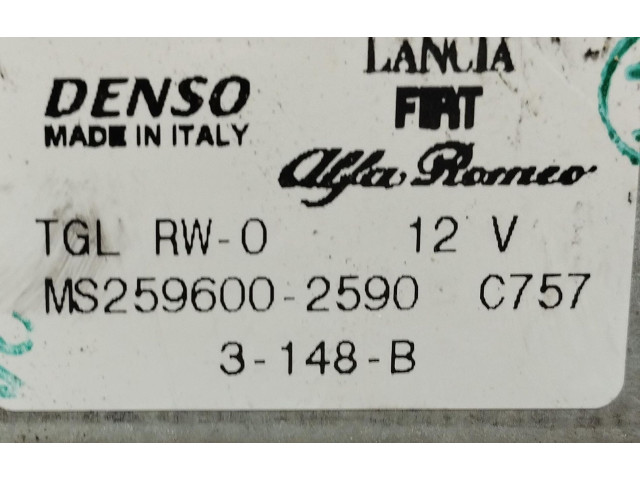 LANCIA
DENSO FIAT
MADE IN ITALY
Alfa Romeo
TGL RW-0 12 V
MS259600-2590 C757
3-148-B